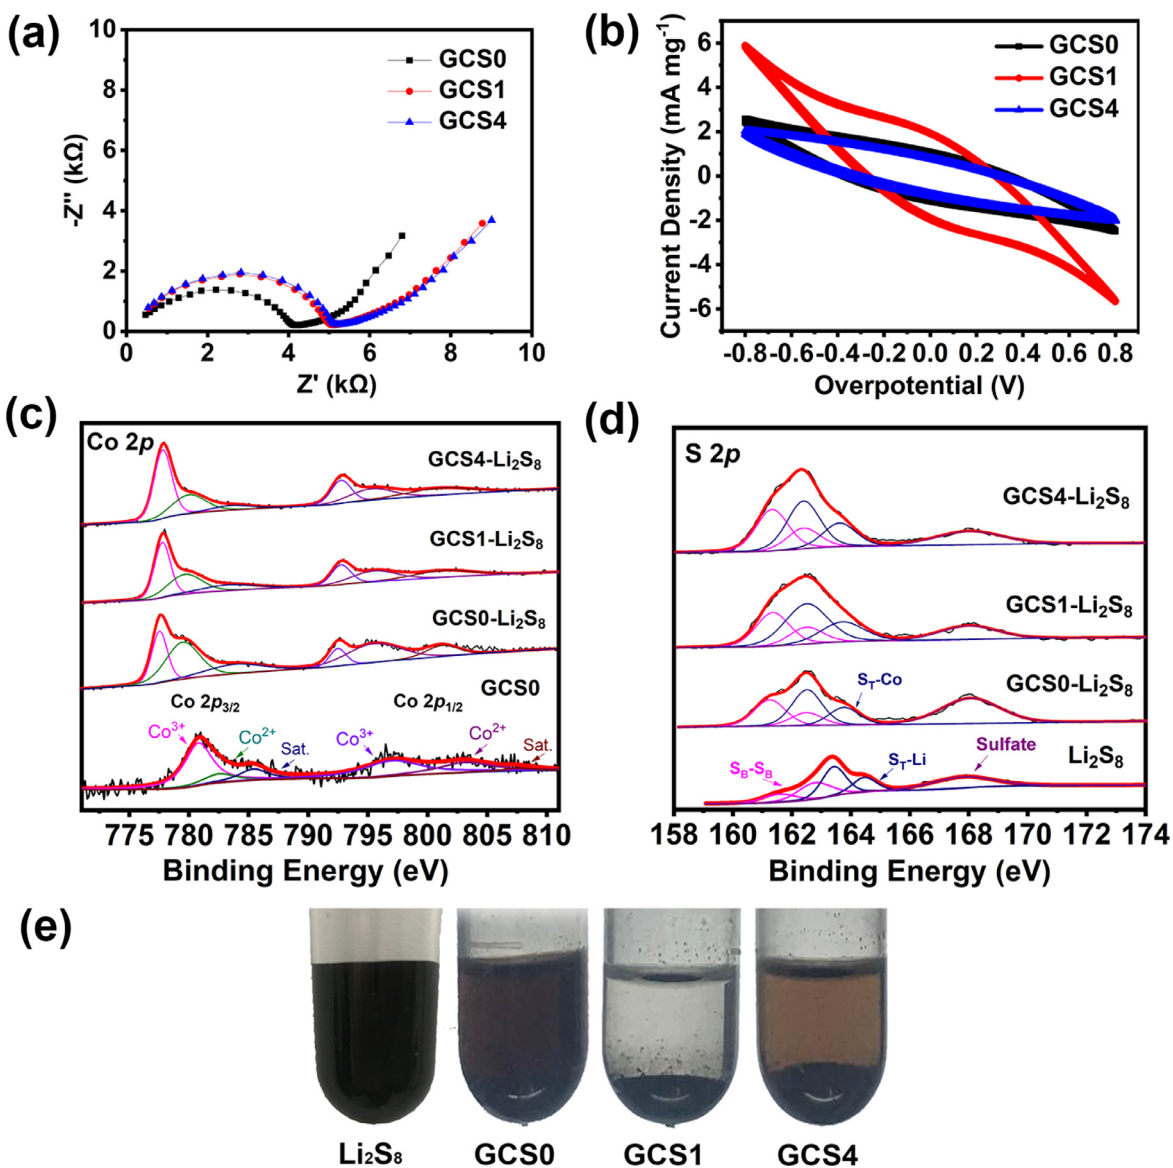 (a)
10
8
6
4
2
0
-Z'' (kΩ)
GCS0
GCS1
GCS4
0 2 4 6 8 10
Z' (kΩ)
(b)
6
4
2
0
-2
-4
-6
Current Density (mA mg⁻¹)
GCS0
GCS1
GCS4
-0.8 -0.6 -0.4 -0.2 0.0 0.2 0.4 0.6 0.8
Overpotential (V)
(c)
Co 2p
GCS4-Li₂S₈
GCS1-Li₂S₈
GCS0-Li₂S₈
GCS0
Co 2p₃/₂ Co 2p₁/₂
Co³⁺ Co²⁺ Sat. Co³⁺ Co²⁺ Sat.
775 780 785 790 795 800 805 810
Binding Energy (eV)
(d)
S 2p
GCS4-Li₂S₈
GCS1-Li₂S₈
GCS0-Li₂S₈
S_T-Co
Li₂S₈
S_B-S_B S_T-Li Sulfate
158 160 162 164 166 168 170 172 174
Binding Energy (eV)
(e)
Li₂S₈ GCS0 GCS1 GCS4